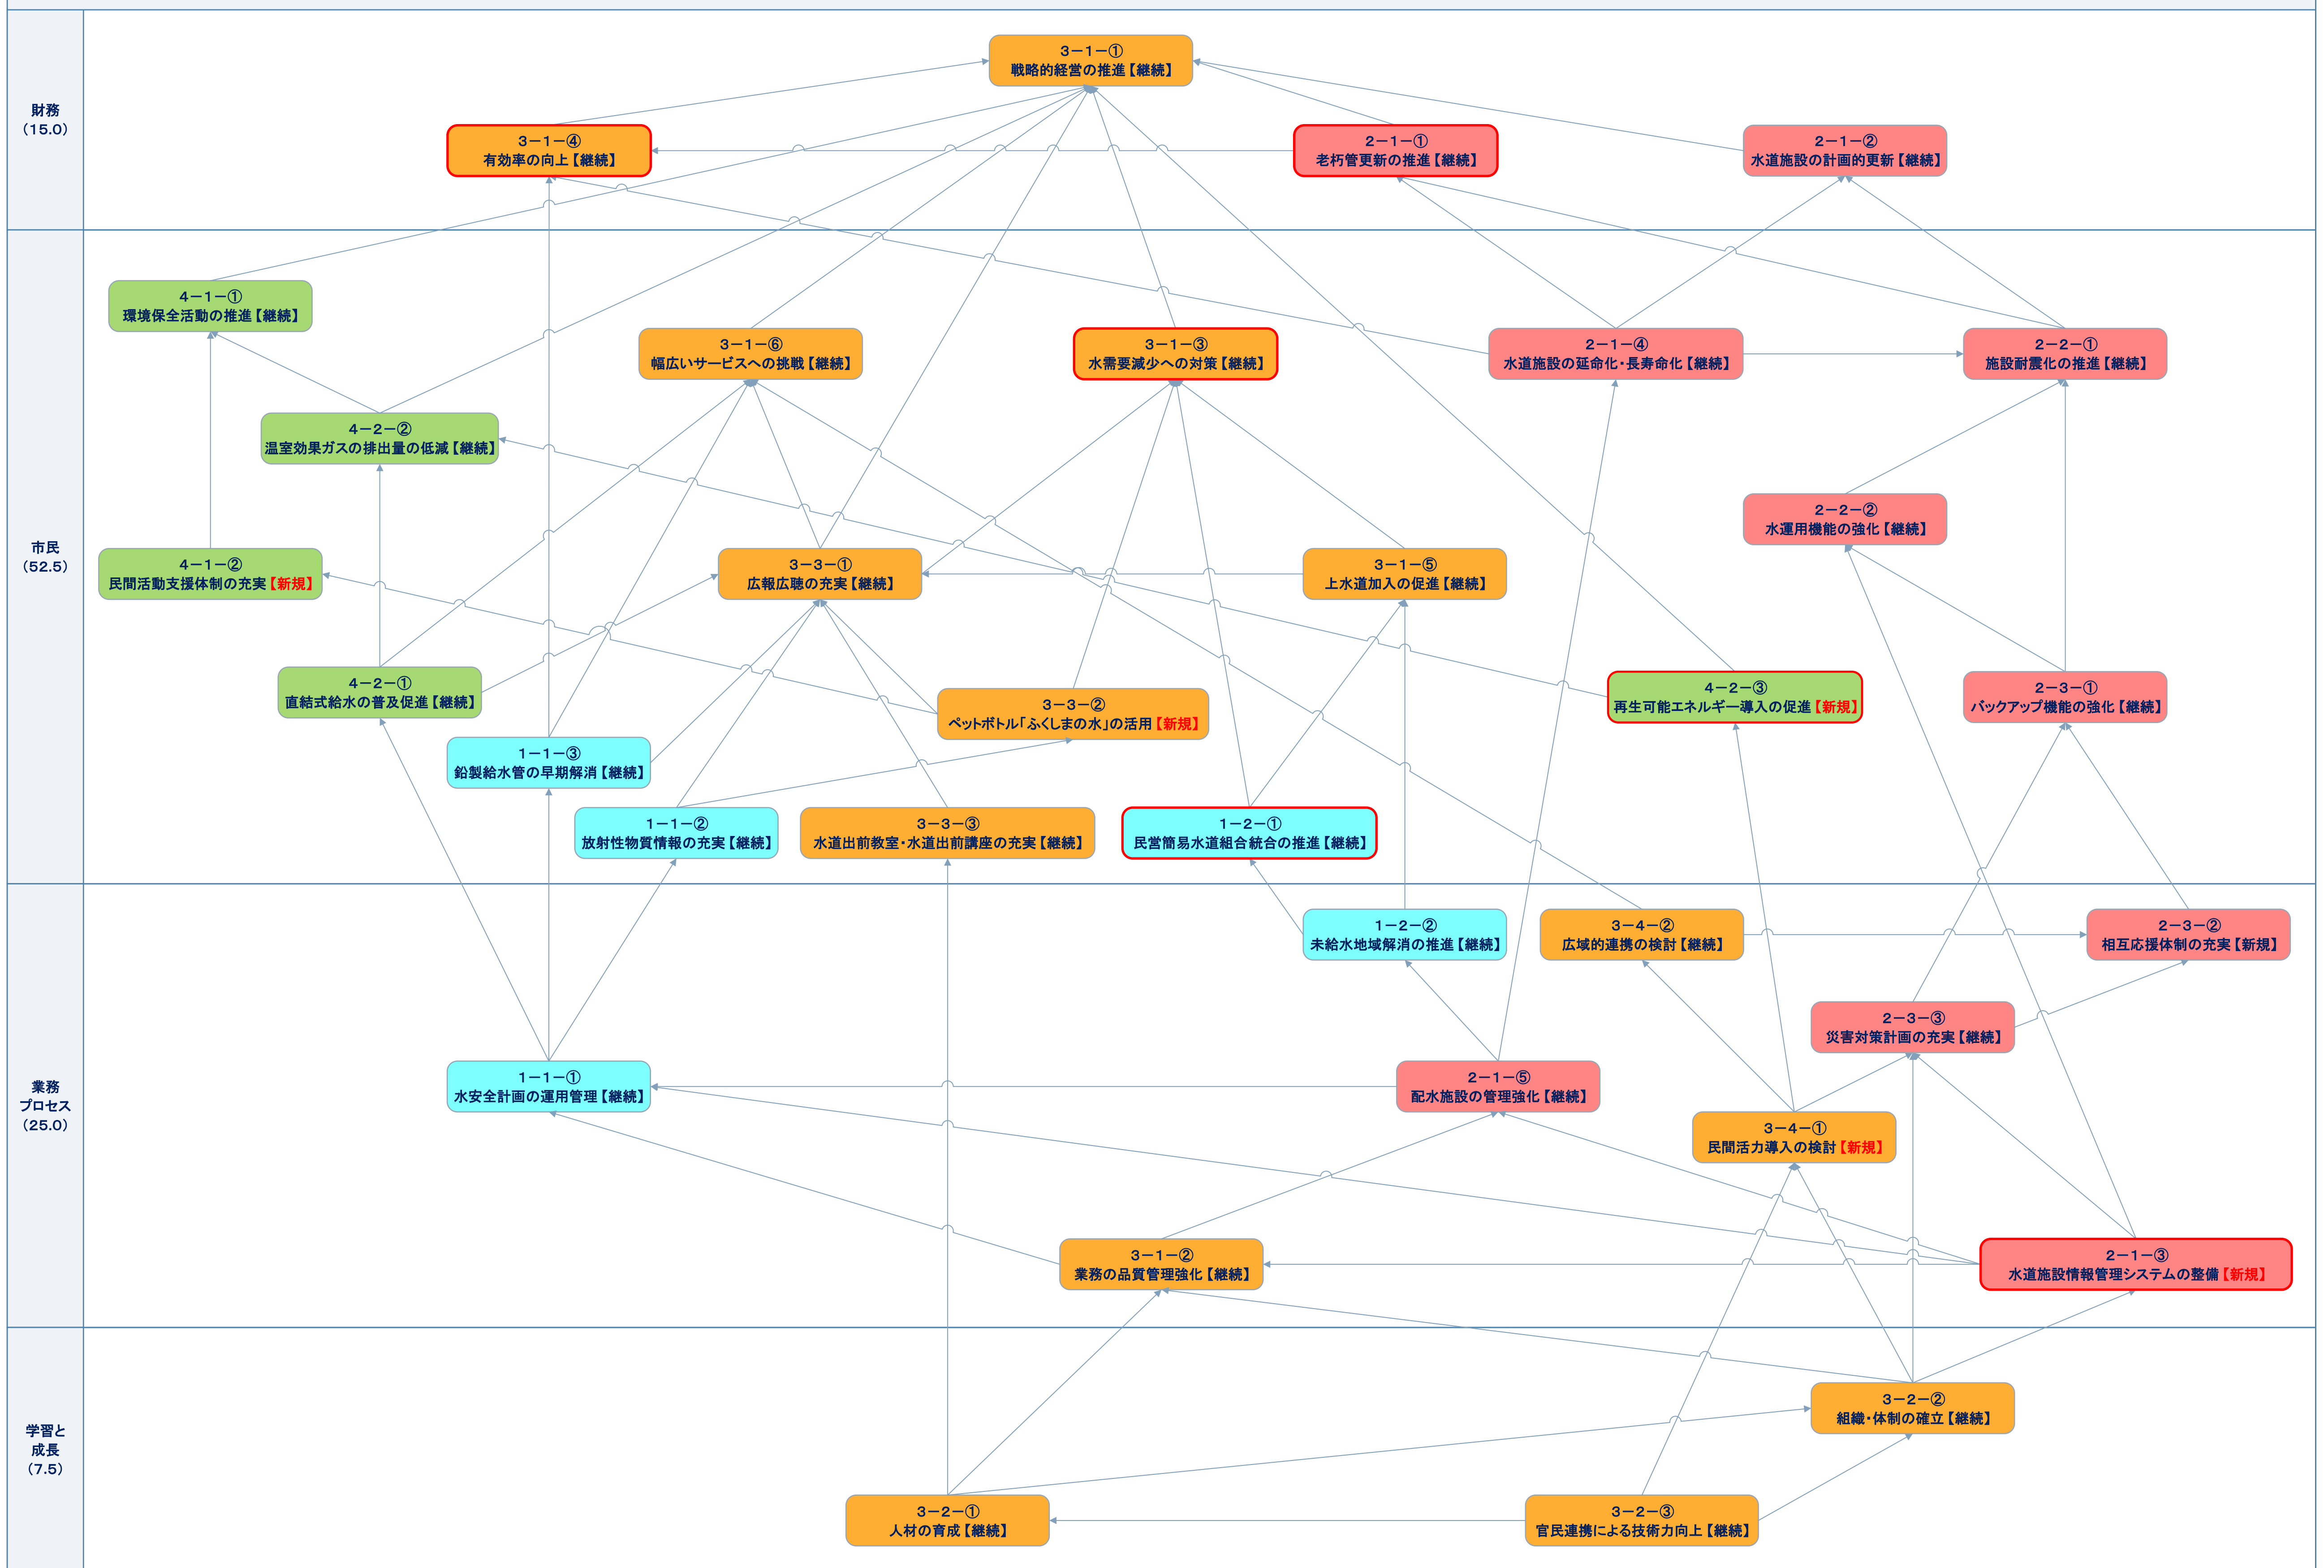 財務
（15.0）
3－1－①
戦略的経営の推進【継続】
3－1－④
有効率の向上【継続】
2－1－①
老朽管更新の推進【継続】
2－1－②
水道施設の計画的更新【継続】
市民
（52.5）
4－1－①
環境保全活動の推進【継続】
3－1－⑥
幅広いサービスへの挑戦【継続】
3－1－③
水需要減少への対策【継続】
2－1－④
水道施設の延命化・長寿命化【継続】
2－2－①
施設耐震化の推進【継続】
4－2－②
温室効果ガスの排出量の低減【継続】
2－2－②
水運用機能の強化【継続】
4－1－②
民間活動支援体制の充実【新規】
3－3－①
広報広聴の充実【継続】
3－1－⑤
上水道加入の促進【継続】
4－2－①
直結式給水の普及促進【継続】
3－3－②
ペットボトル「ふくしまの水」の活用【新規】
4－2－③
再生可能エネルギー導入の促進【新規】
2－3－①
バックアップ機能の強化【継続】
1－1－③
鉛製給水管の早期解消【継続】
1－1－②
放射性物質情報の充実【継続】
3－3－③
水道出前教室・水道出前講座の充実【継続】
1－2－①
民営簡易水道組合統合の推進【継続】
業務
プロセス
（25.0）
1－2－②
未給水地域解消の推進【継続】
3－4－②
広域的連携の検討【継続】
2－3－②
相互応援体制の充実【新規】
2－3－③
災害対策計画の充実【継続】
1－1－①
水安全計画の運用管理【継続】
2－1－⑤
配水施設の管理強化【継続】
3－4－①
民間活力導入の検討【新規】
3－1－②
業務の品質管理強化【継続】
2－1－③
水道施設情報管理システムの整備【新規】
学習と
成長
（7.5）
3－2－②
組織・体制の確立【継続】
3－2－①
人材の育成【継続】
3－2－③
官民連携による技術力向上【継続】